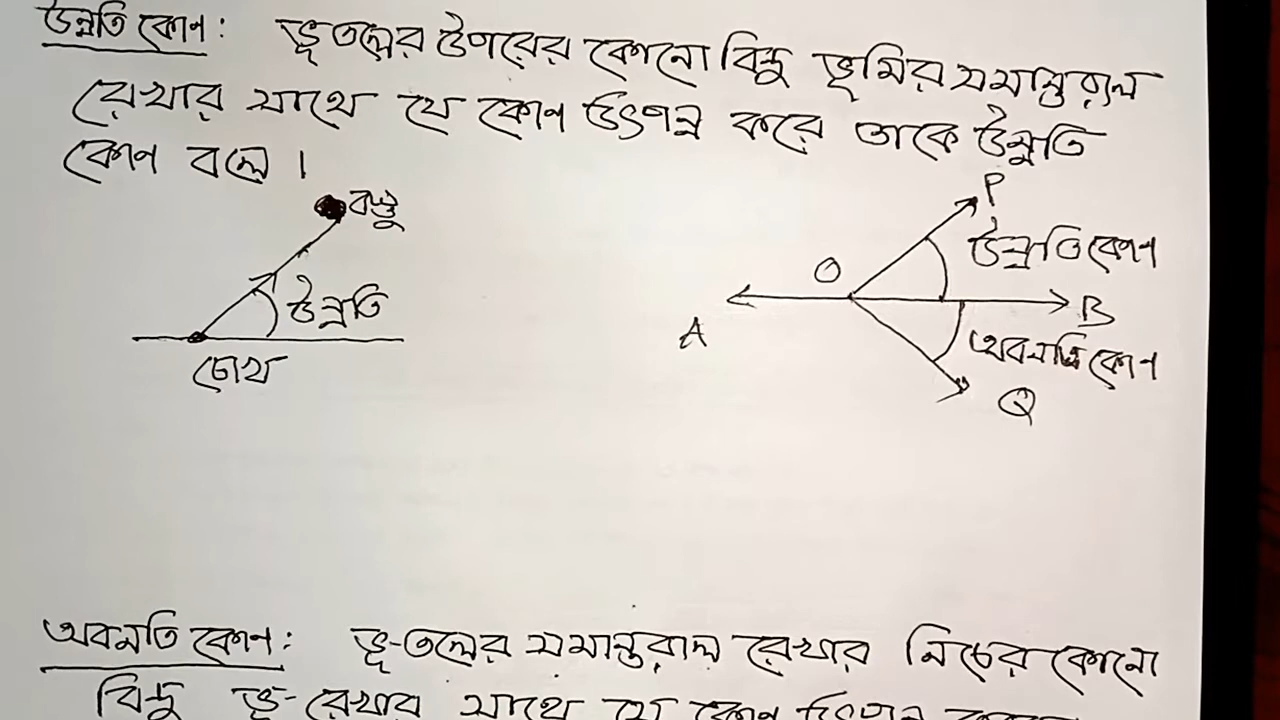 উন্নতি কোণ: ভূতলের উপরের কোনো বিন্দু ভূমির সমান্তরাল
রেখার সাথে যে কোণ উৎপন্ন করে তাকে উন্নতি
কোণ বলে।
বস্তু
উন্নতি
চোখ
P
উন্নতি কোণ
O
A
B
অবনতি কোণ
Q
অবনতি কোণ: ভূ-তলের সমান্তরাল রেখার নিচের কোনো
বিন্দু ভূ-রেখার সাথে যে কোণ উৎপন্ন